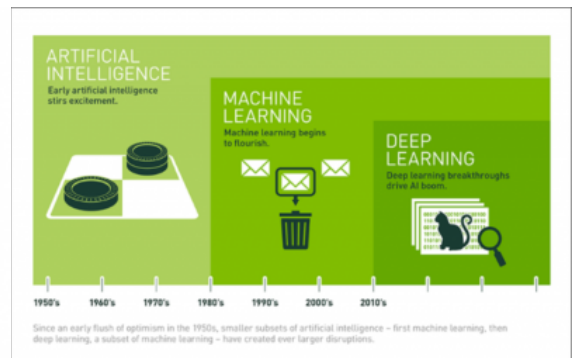 ARTIFICIAL
INTELLIGENCE
Early artificial intelligence
stirs excitement.
MACHINE
LEARNING
Machine learning begins
to flourish.
DEEP
LEARNING
Deep learning breakthroughs
drive AI boom.
1950's 1960's 1970's 1980's 1990's 2000's 2010's
Since an early flush of optimism in the 1950s, smaller subsets of artificial intelligence – first machine learning, then
deep learning, a subset of machine learning – have created ever larger disruptions.